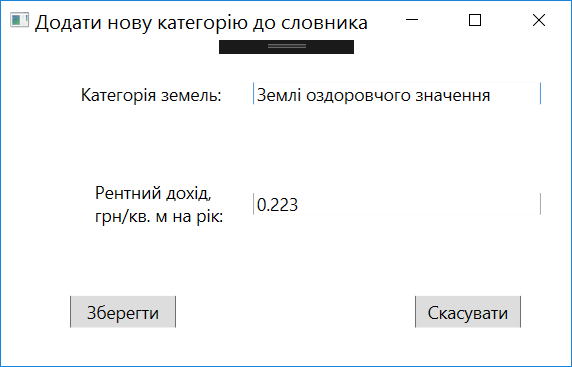 Додати нову категорію до словника
Категорія земель:
Землі оздоровчого значення
Рентний дохід,
грн/кв. м на рік:
0.223
Зберегти
Скасувати